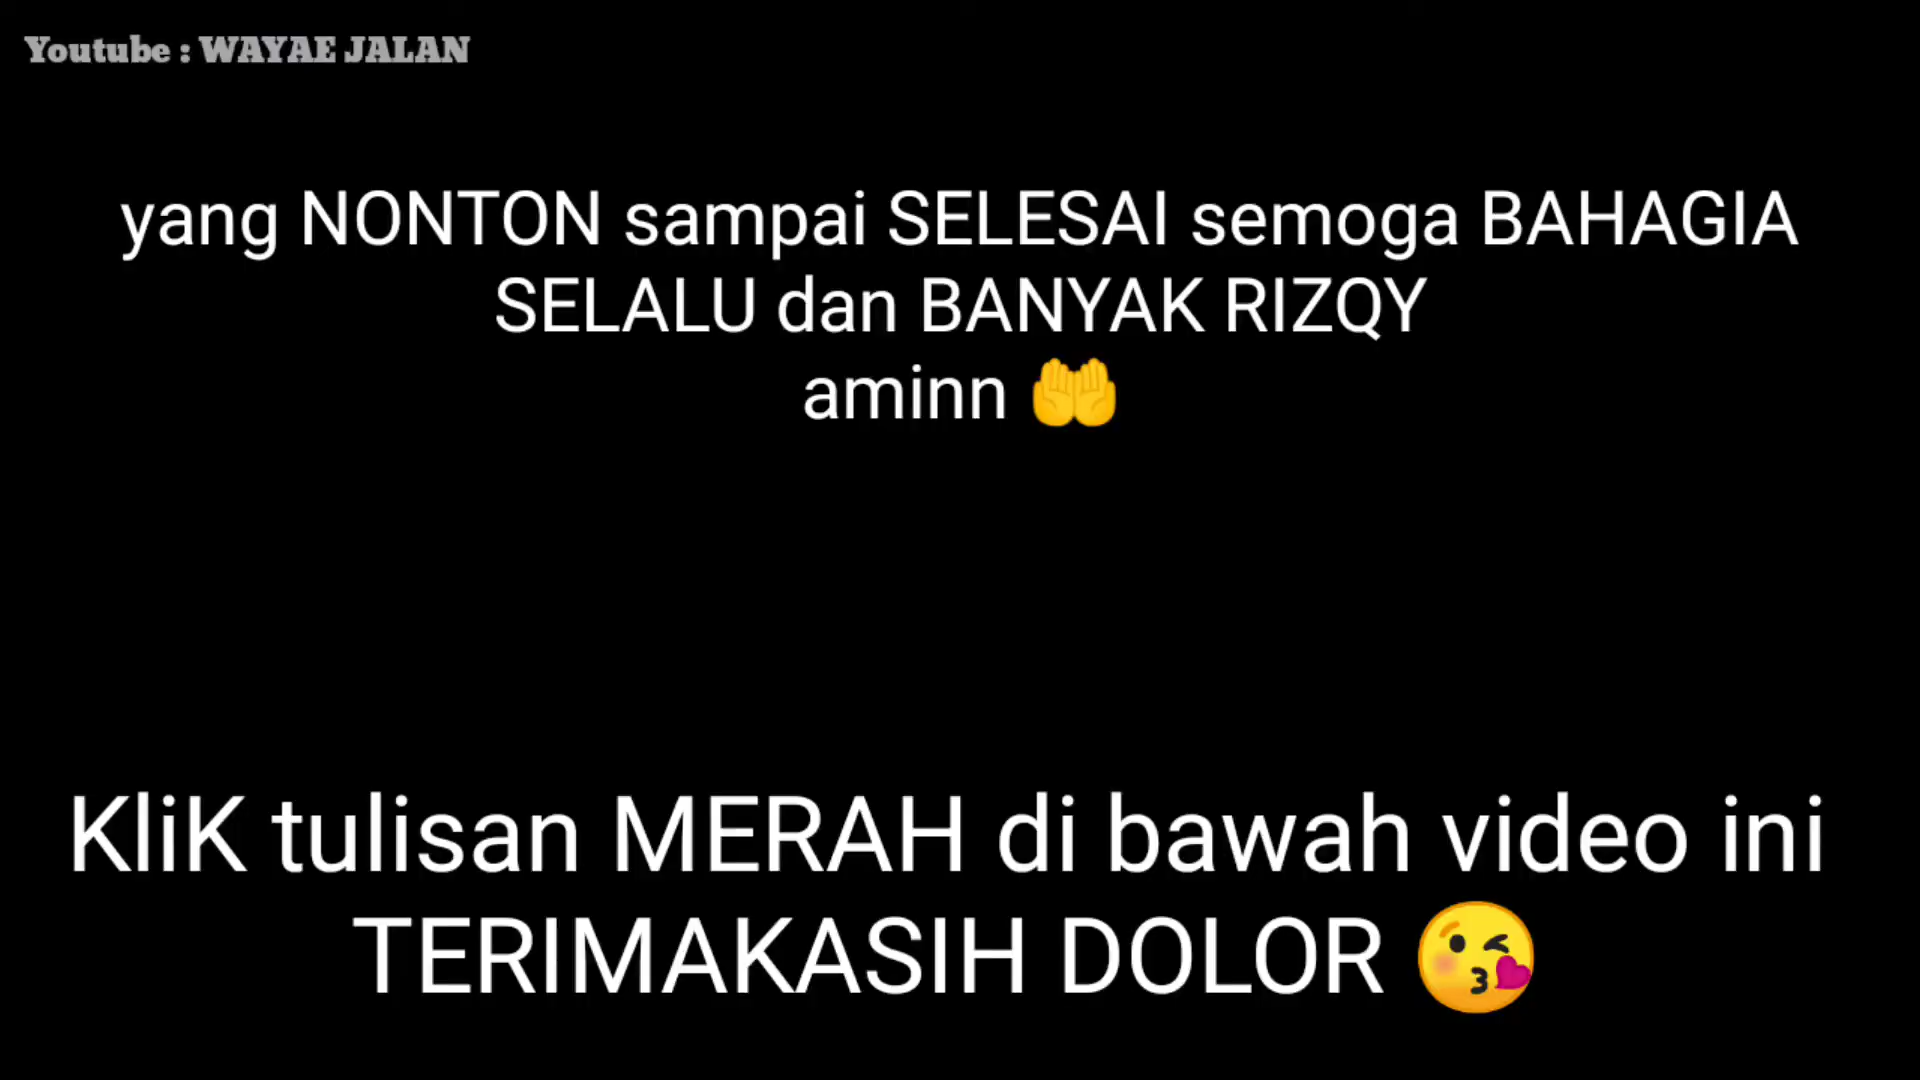 Youtube : WAYAE JALAN
yang NONTON sampai SELESAI semoga BAHAGIA
SELALU dan BANYAK RIZQY
aminn 🤲
KliK tulisan MERAH di bawah video ini
TERIMAKASIH DOLOR 😘